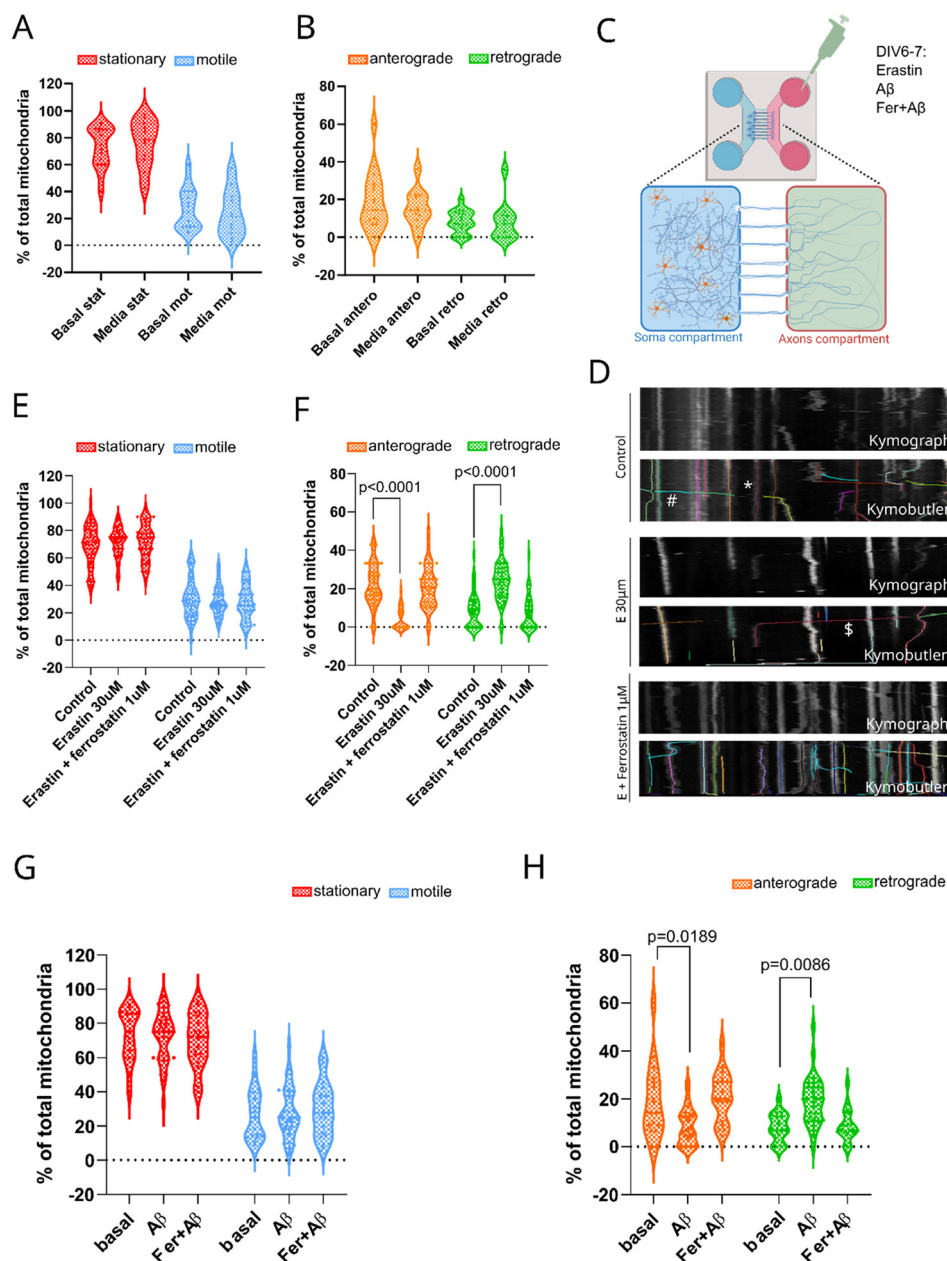 A
stationary motile
% of total mitochondria
120
100
80
60
40
20
0
-20
Basal stat
Media stat
Basal mot
Media mot
B
anterograde retrograde
% of total mitochondria
80
60
40
20
0
-20
Basal antero
Media antero
Basal retro
Media retro
C
DIV6-7:
Erastin
Aβ
Fer+Aβ
Soma compartment
Axons compartment
D
Control
Kymograph
#
*
Kymobutler
E 30μm
Kymograph
$
Kymobutler
E + Ferrostatin 1μM
Kymograph
Kymobutler
E
stationary motile
% of total mitochondria
120
100
80
60
40
20
0
-20
Control
Erastin 30uM
Erastin + ferrostatin 1uM
Control
Erastin 30uM
Erastin + ferrostatin 1uM
F
anterograde retrograde
p<0.0001
p<0.0001
% of total mitochondria
80
60
40
20
0
-20
Control
Erastin 30uM
Erastin + ferrostatin 1uM
Control
Erastin 30uM
Erastin + ferrostatin 1uM
G
stationary motile
% of total mitochondria
120
100
80
60
40
20
0
-20
basal
Aβ
Fer+Aβ
basal
Aβ
Fer+Aβ
H
anterograde retrograde
p=0.0189
p=0.0086
% of total mitochondria
80
60
40
20
0
-20
basal
Aβ
Fer+Aβ
basal
Aβ
Fer+Aβ